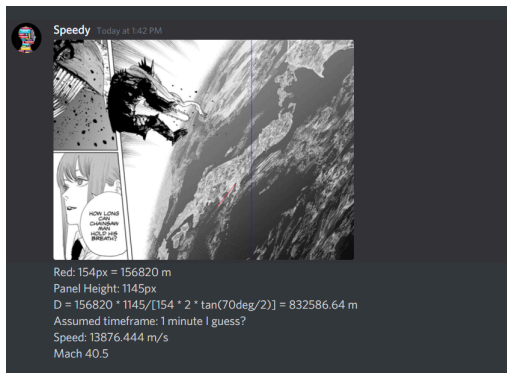 Speedy Today at 1:42 PM
HOW LONG
CAN
CHAINSAW
MAN
HOLD HIS
BREATH?
Red: 154px = 156820 m
Panel Height: 1145px
D = 156820 * 1145/[154 * 2 * tan(70deg/2)] = 832586.64 m
Assumed timeframe: 1 minute I guess?
Speed: 13876.444 m/s
Mach 40.5